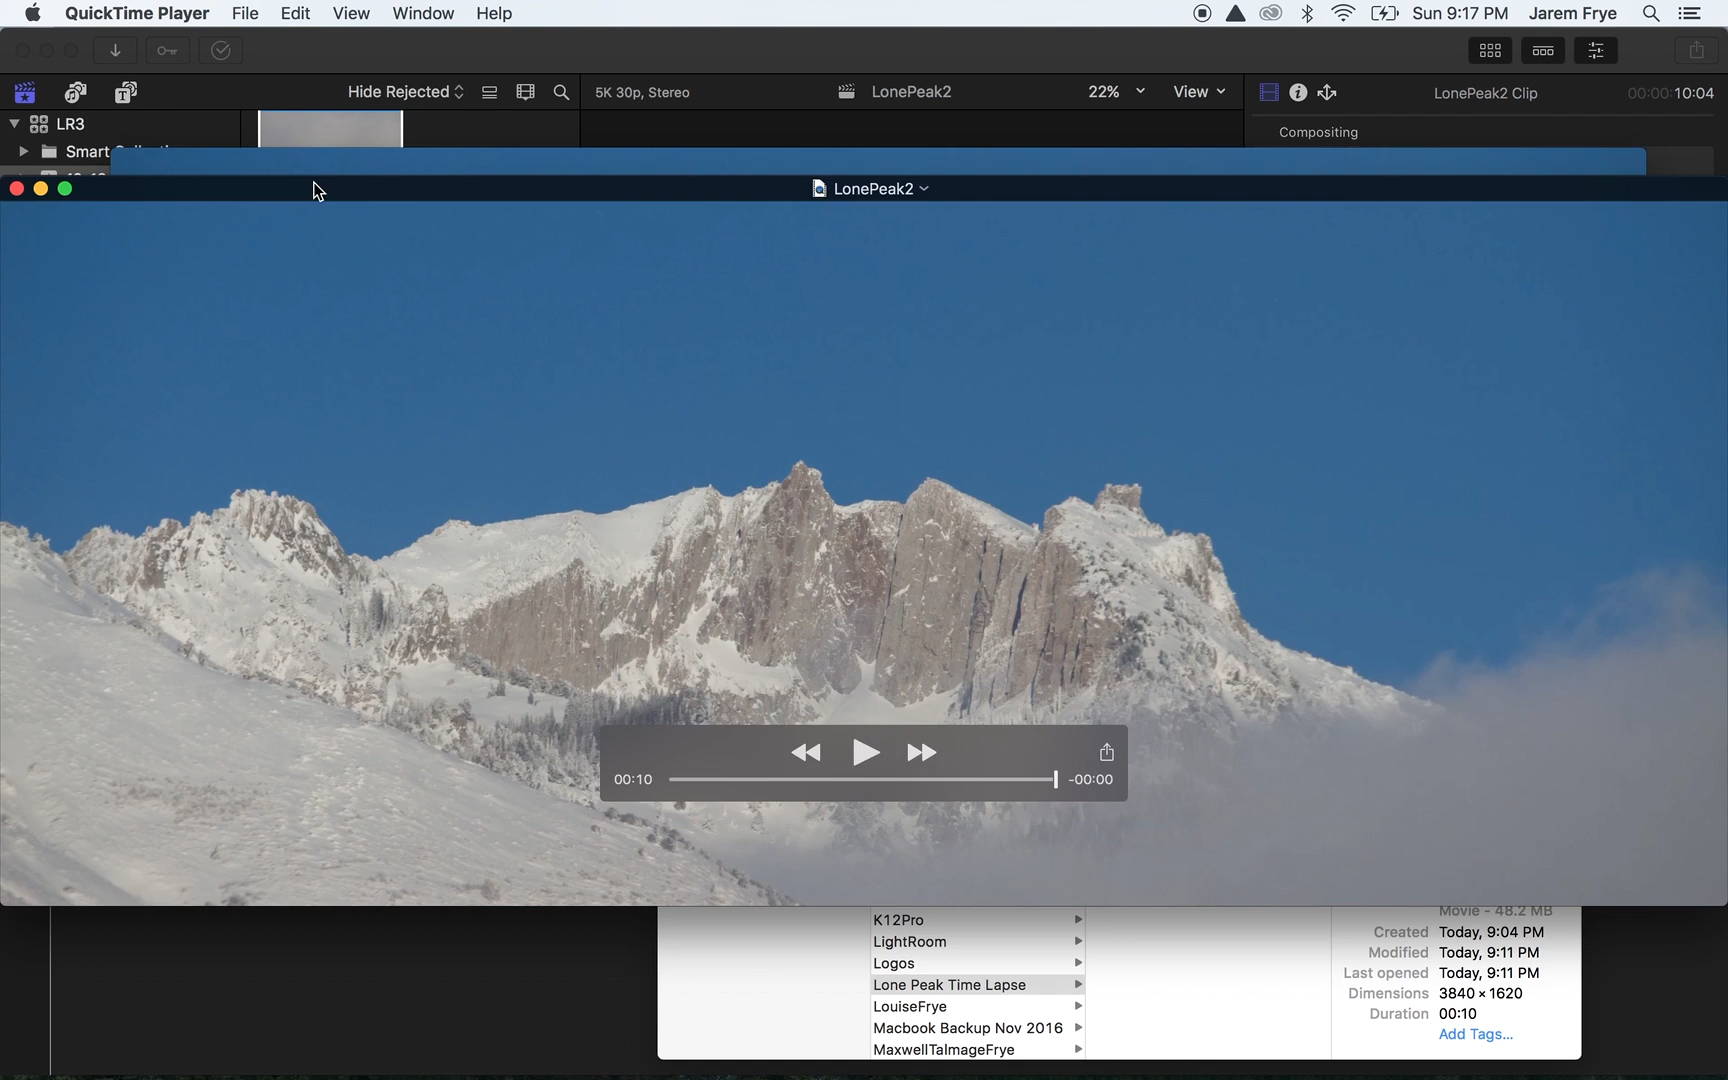 QuickTime Player File Edit View Window Help Sun 9:17 PM Jarem Frye
Hide Rejected 5K 30p, Stereo LonePeak2 22% View LonePeak2 Clip 00:00:10:04
LR3
Compositing
Smart
LonePeak2
00:10 -00:00
K12Pro
LightRoom
Logos
Lone Peak Time Lapse
LouiseFrye
Macbook Backup Nov 2016
MaxwellTalmageFrye
Movie - 48.2 MB
Created Today, 9:04 PM
Modified Today, 9:11 PM
Last opened Today, 9:11 PM
Dimensions 3840 × 1620
Duration 00:10
Add Tags...